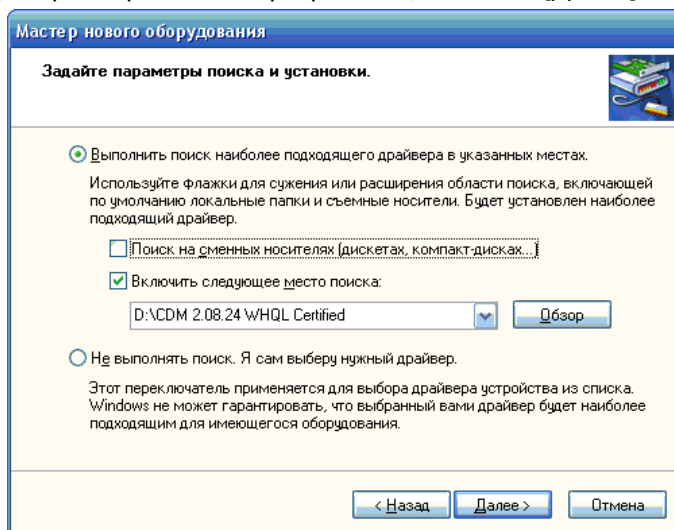 Мастер нового оборудования
Задайте параметры поиска и установки.
Выполнить поиск наиболее подходящего драйвера в указанных местах.
Используйте флажки для сужения или расширения области поиска, включающей
по умолчанию локальные папки и съемные носители. Будет установлен наиболее
подходящий драйвер.
Поиск на сменных носителях (дискетах, компакт-дисках...)
Включить следующее место поиска:
D:\CDM 2.08.24 WHQL Certified
Обзор
Не выполнять поиск. Я сам выберу нужный драйвер.
Этот переключатель применяется для выбора драйвера устройства из списка.
Windows не может гарантировать, что выбранный вами драйвер будет наиболее
подходящим для имеющегося оборудования.
< Назад
Далее >
Отмена